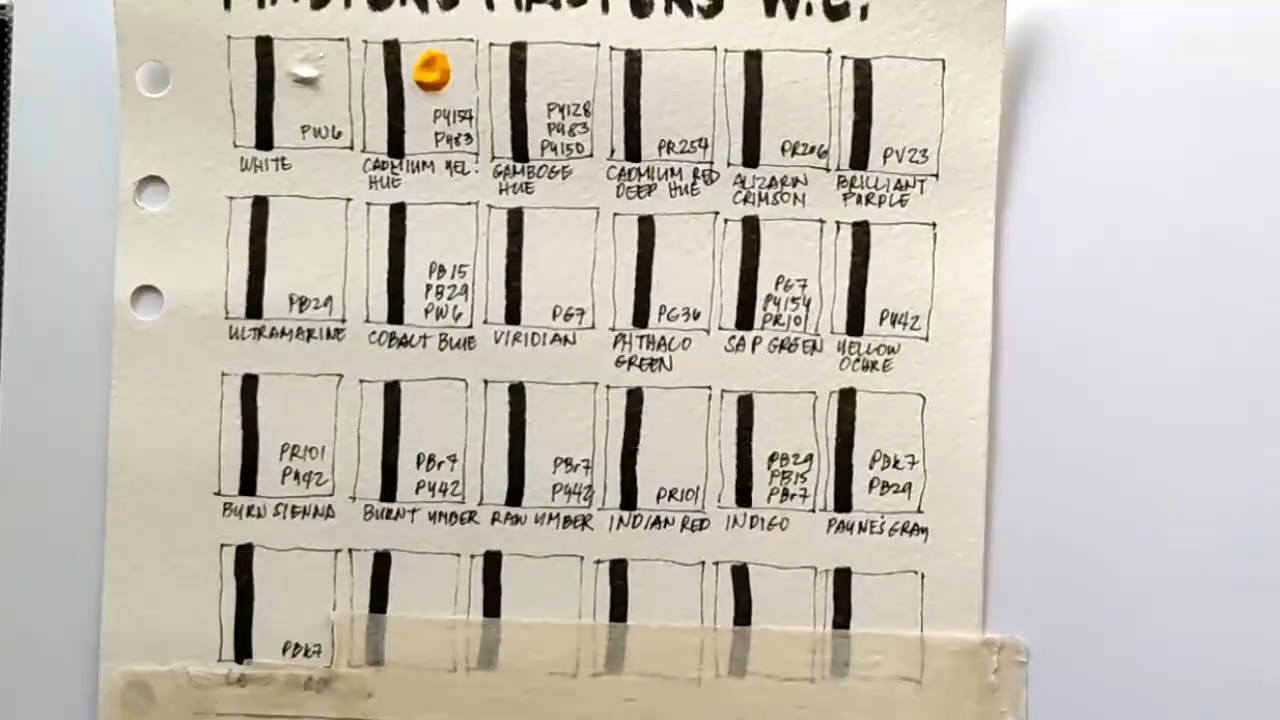 MASTERS W.C.
PW6
WHITE
PY154
PY83
CADMIUM YEL.
HUE
PY128
PY83
PY150
GAMBOGE
HUE
PR254
CADMIUM RED
DEEP HUE
PR206
ALIZARIN
CRIMSON
PV23
BRILLIANT
PURPLE
PB29
ULTRAMARINE
PB15
PB29
PW6
COBALT BLUE
PG7
VIRIDIAN
PG36
PHTHALO
GREEN
PG7
PY154
PR101
SAP GREEN
PY42
YELLOW
OCHRE
PR101
PY42
BURN SIENNA
PBr7
PY42
BURNT UMBER
PBr7
PY42
RAW UMBER
PR101
INDIAN RED
PB29
PB15
PBr7
INDIGO
PBk7
PB29
PAYNE'S GRAY
PBk7